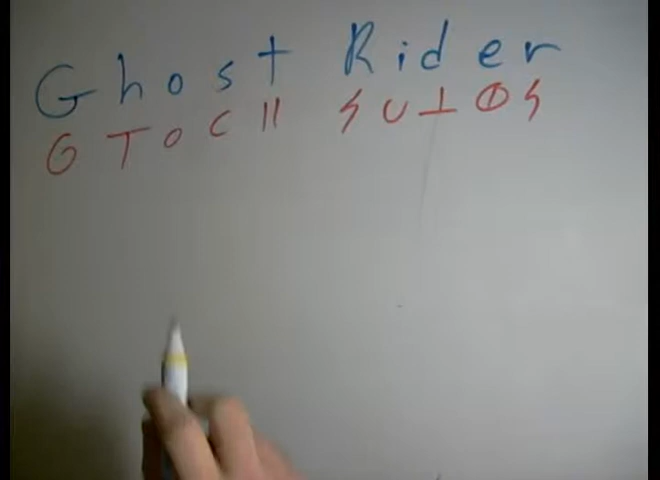 Ghost Rider
G T O C || ϟ U ⊥ ⦶ ϟ